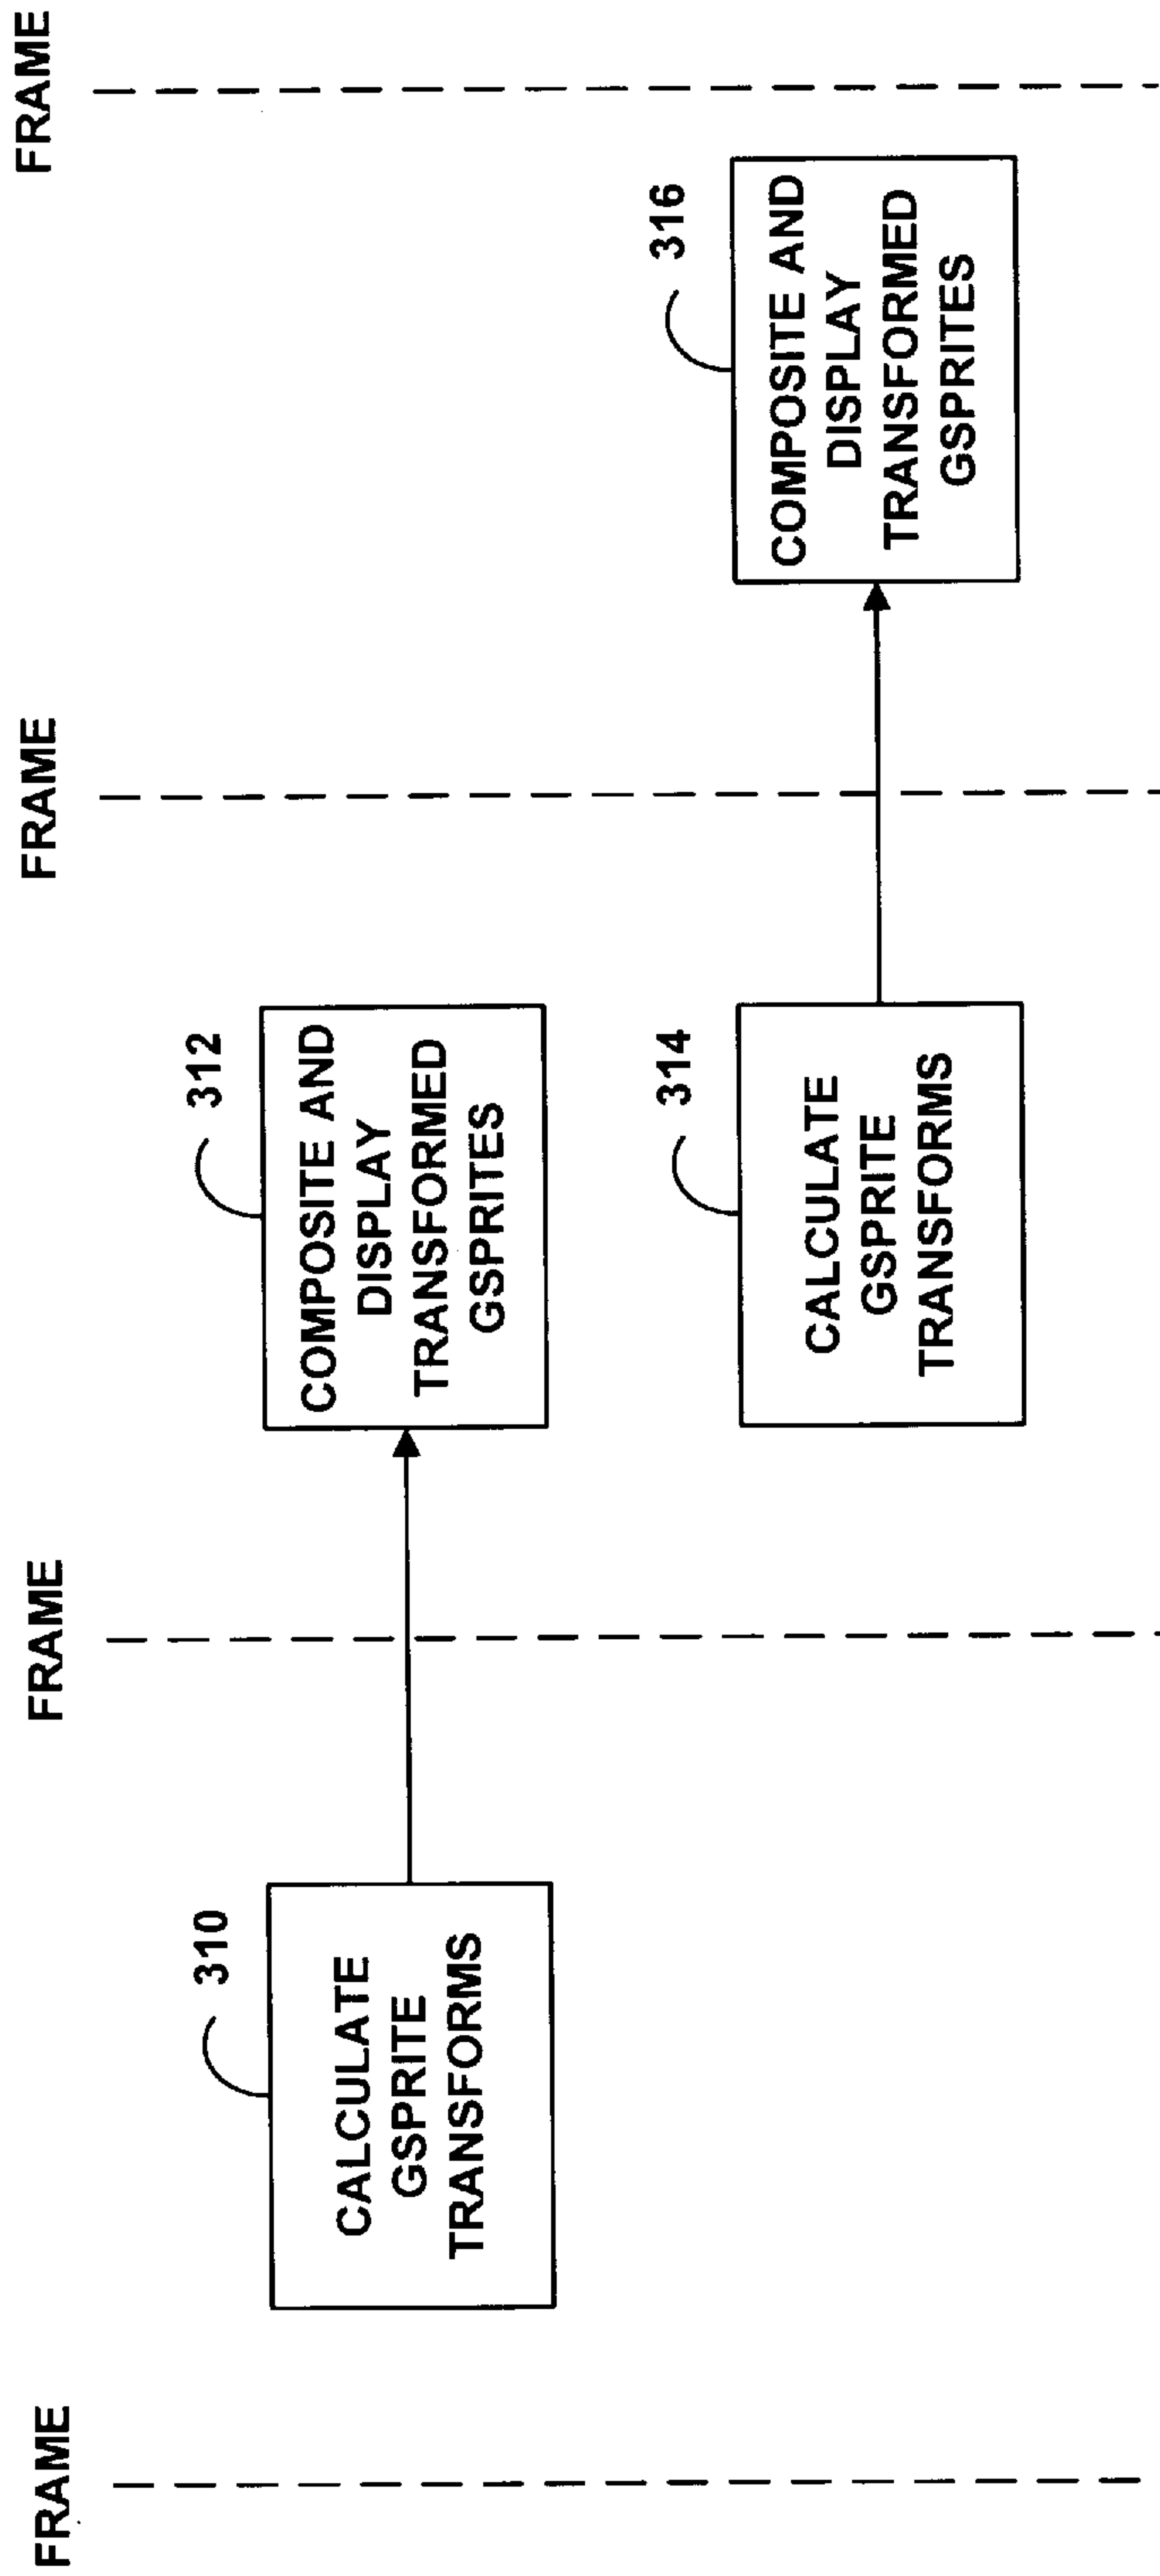 FRAME
FRAME
FRAME
FRAME
310
CALCULATE
GSPRITE
TRANSFORMS
312
COMPOSITE AND
DISPLAY
TRANSFORMED
GSPRITES
314
CALCULATE
GSPRITE
TRANSFORMS
316
COMPOSITE AND
DISPLAY
TRANSFORMED
GSPRITES